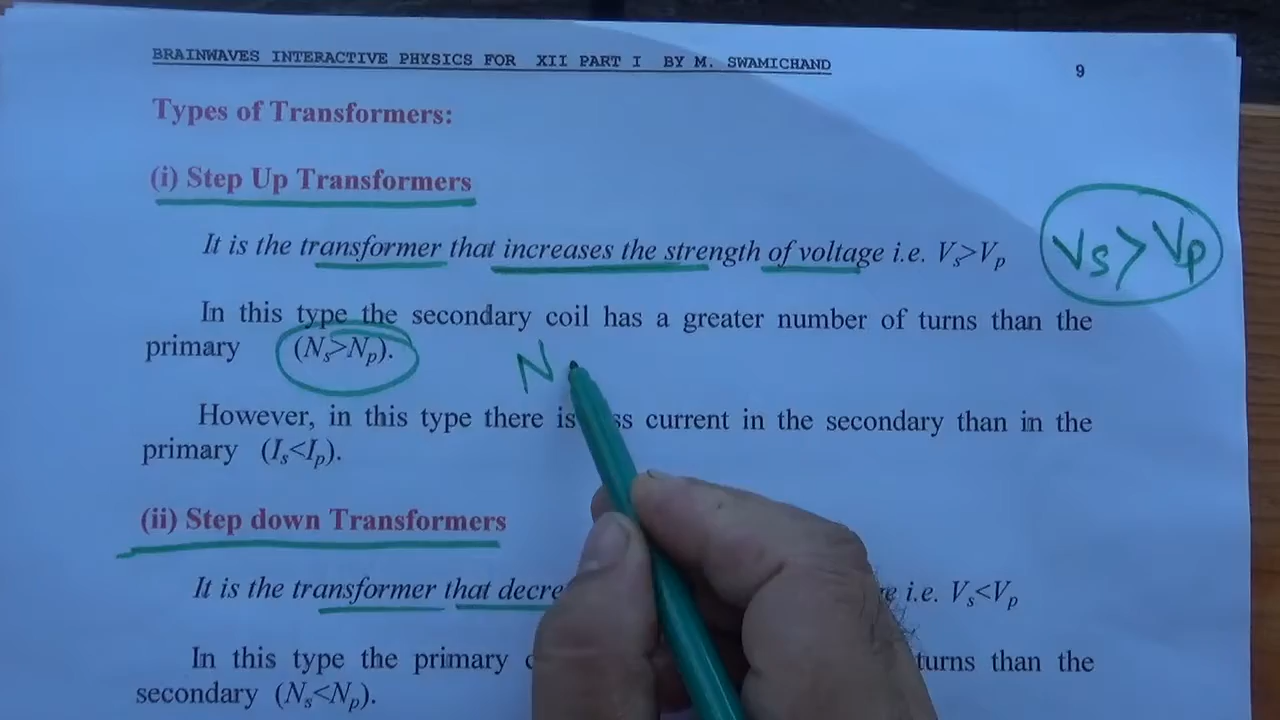 BRAINWAVES INTERACTIVE PHYSICS FOR XII PART I BY M. SWAMICHAND
9
Types of Transformers:
(i) Step Up Transformers
It is the transformer that increases the strength of voltage i.e. Vs>Vp
Vs > Vp
In this type the secondary coil has a greater number of turns than the
primary (Ns>Np).
N
However, in this type there is current in the secondary than in the
primary (Is<Ip).
(ii) Step down Transformers
It is the transformer that i.e. Vs<Vp
In this type the primary turns than the
secondary (Ns<Np).